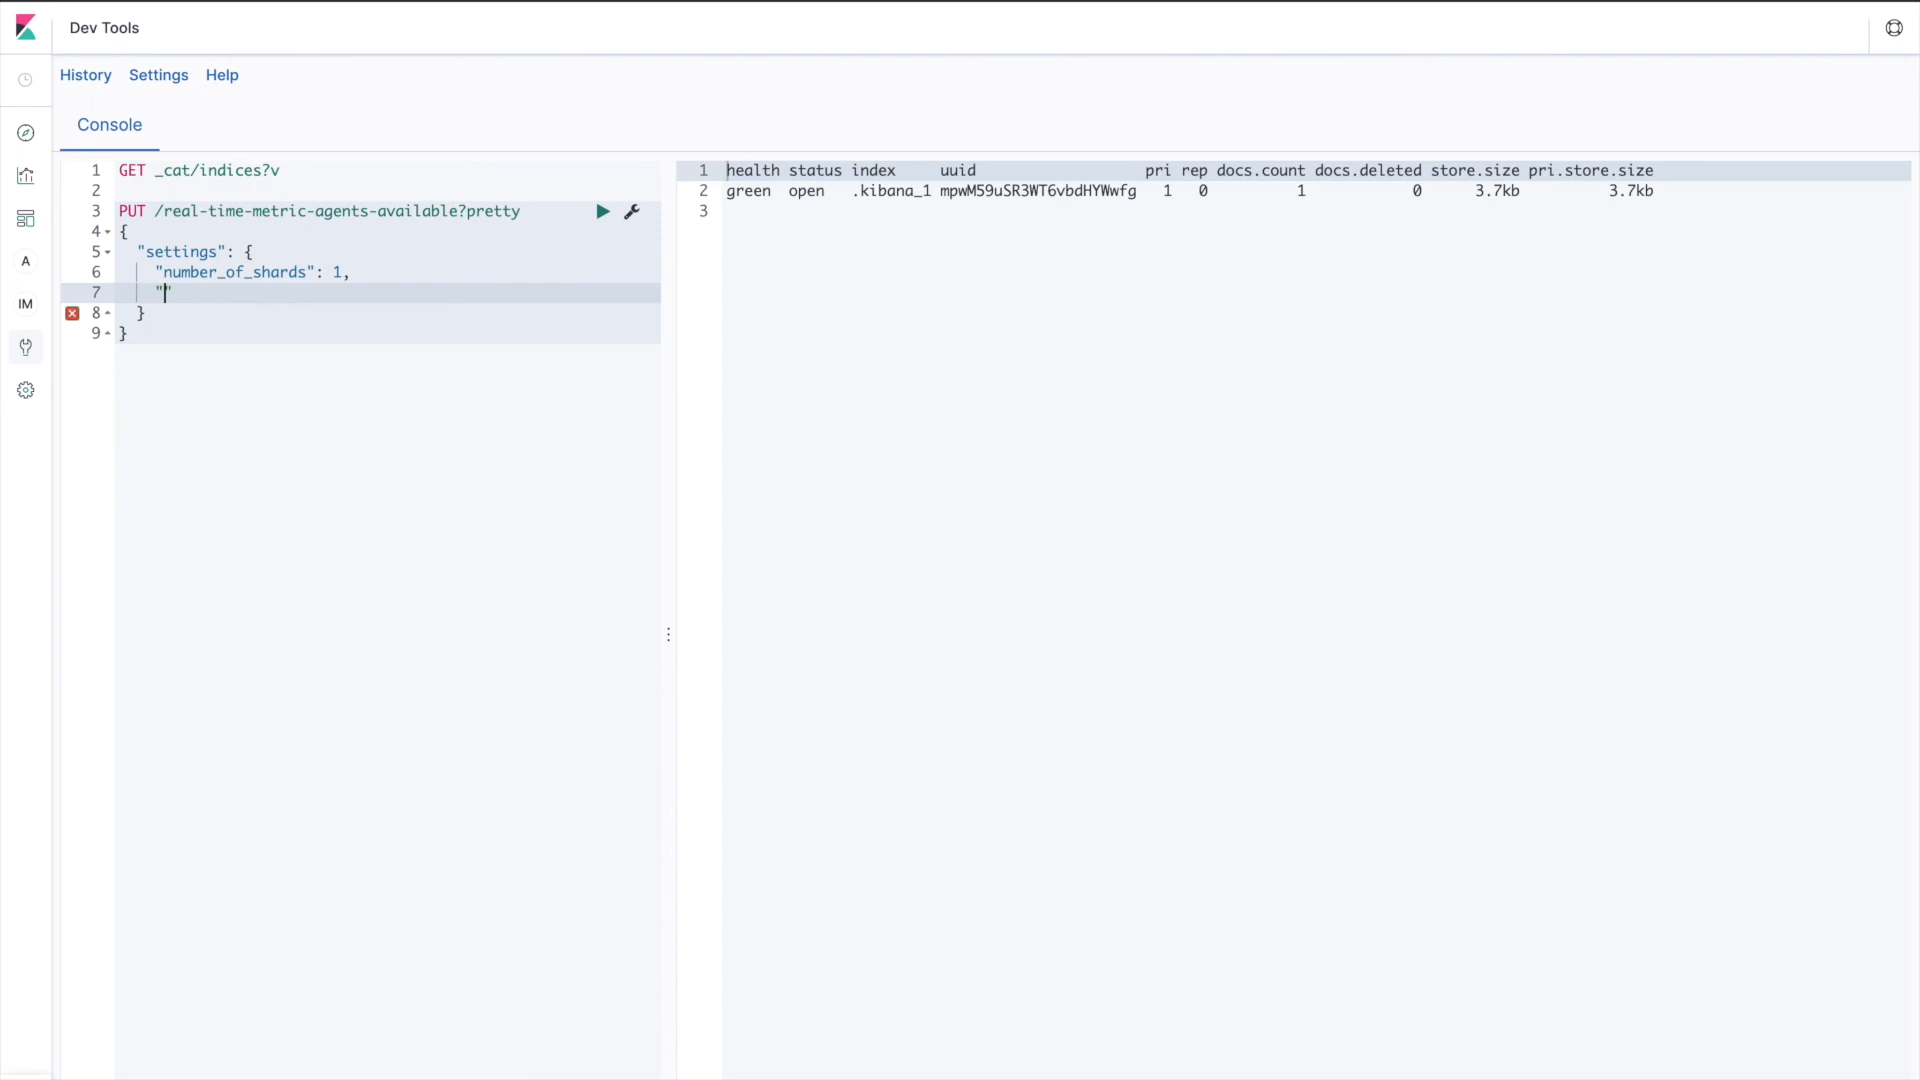 Dev Tools
History Settings Help
Console
A
IM
1 GET _cat/indices?v
2
3 PUT /real-time-metric-agents-available?pretty
4 {
5 "settings": {
6 "number_of_shards": 1,
7 ""
8 }
9 }
1 health status index uuid pri rep docs.count docs.deleted store.size pri.store.size
2 green open .kibana_1 mpwM59uSR3WT6vbdHYWwfg 1 0 1 0 3.7kb 3.7kb
3